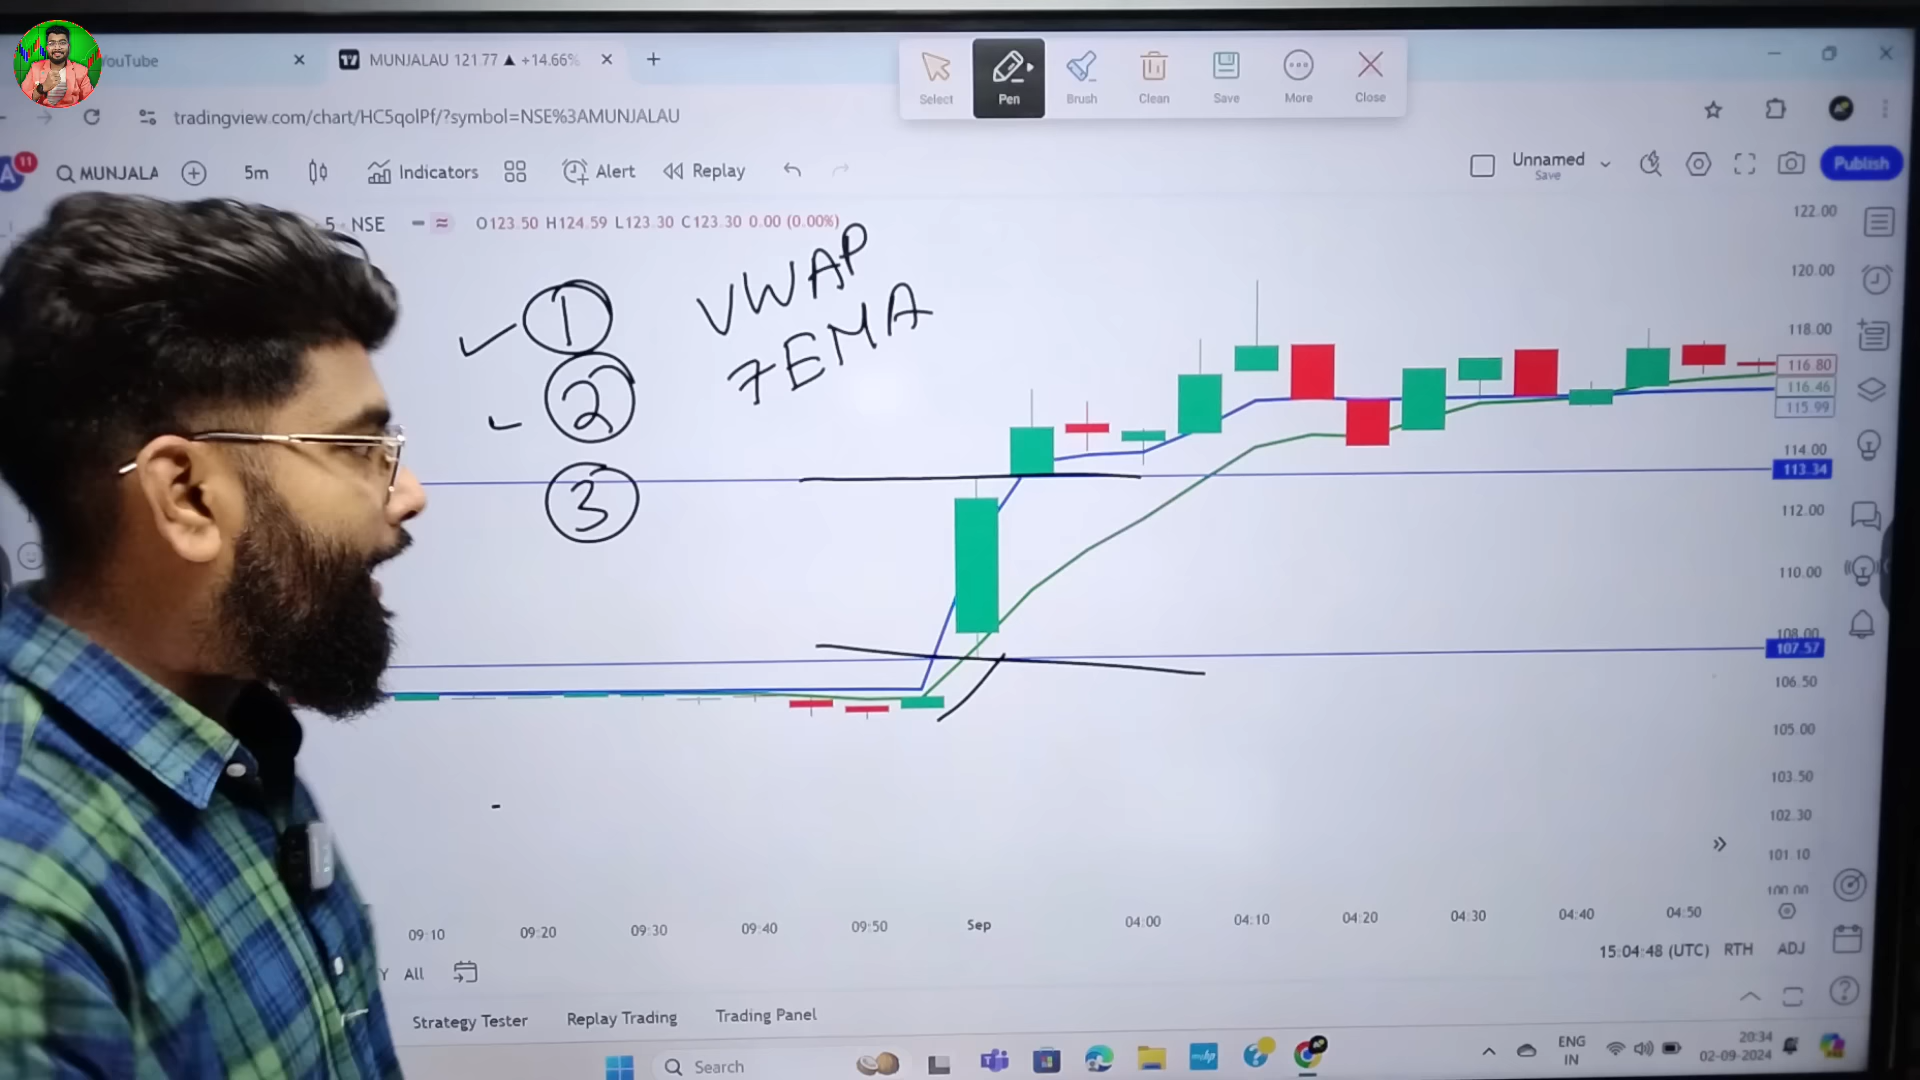 YouTube
MUNJALAU 121.77 ▲ +14.66%
Select
Pen
Brush
Clean
Save
More
Close
tradingview.com/chart/HC5qolPf/?symbol=NSE%3AMUNJALAU
A
11
MUNJALA
5m
Indicators
Alert
Replay
Unnamed
Save
Publish
5 · NSE
O123.50 H124.59 L123.30 C123.30 0.00 (0.00%)
VWAP
7EMA
1
2
3
122.00
120.00
118.00
116.80
116.46
115.99
114.00
113.34
112.00
110.00
108.00
107.57
106.50
105.00
103.50
102.30
101.10
100.00
09:10
09:20
09:30
09:40
09:50
Sep
04:00
04:10
04:20
04:30
04:40
04:50
Y
All
15:04:48 (UTC)
RTH
ADJ
Strategy Tester
Replay Trading
Trading Panel
Search
ENG
IN
20:34
02-09-2024